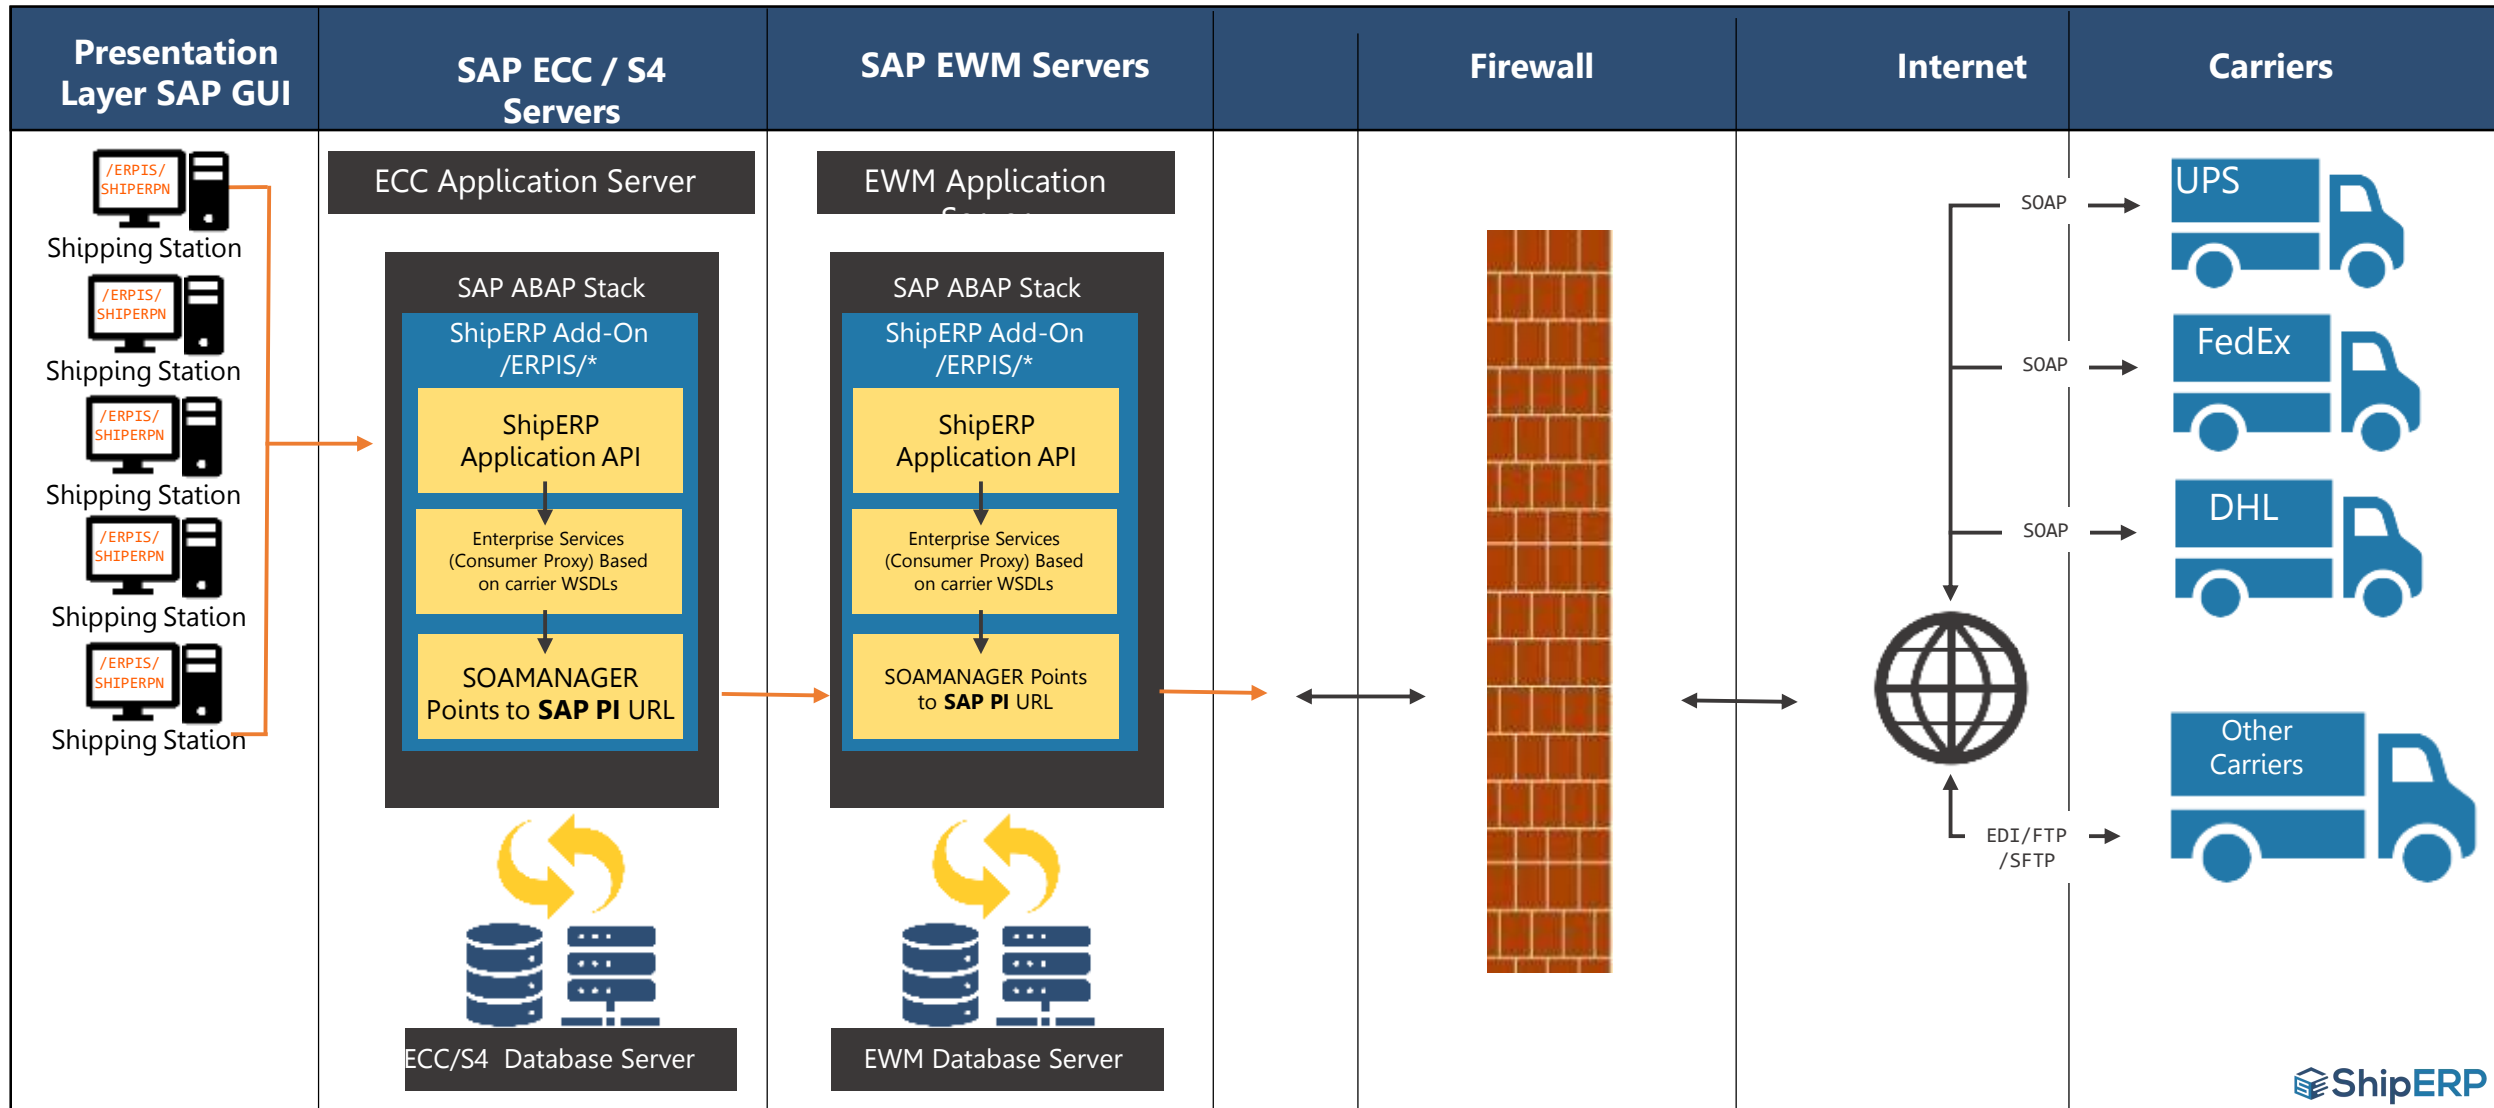 Presentation
Layer SAP GUI
SAP ECC / S4
Servers
SAP EWM Servers
Firewall
Internet
Carriers
/ERPIS/
SHIPERPN
Shipping Station
/ERPIS/
SHIPERPN
Shipping Station
/ERPIS/
SHIPERPN
Shipping Station
/ERPIS/
SHIPERPN
Shipping Station
/ERPIS/
SHIPERPN
Shipping Station
ECC Application Server
SAP ABAP Stack
ShipERP Add-On
/ERPIS/*
ShipERP
Application API
Enterprise Services
(Consumer Proxy) Based
on carrier WSDLs
SOAMANAGER
Points to SAP PI URL
ECC/S4 Database Server
EWM Application
SAP ABAP Stack
ShipERP Add-On
/ERPIS/*
ShipERP
Application API
Enterprise Services
(Consumer Proxy) Based
on carrier WSDLs
SOAMANAGER Points
to SAP PI URL
EWM Database Server
SOAP
SOAP
SOAP
EDI/FTP
/SFTP
UPS
FedEx
DHL
Other
Carriers
ShipERP